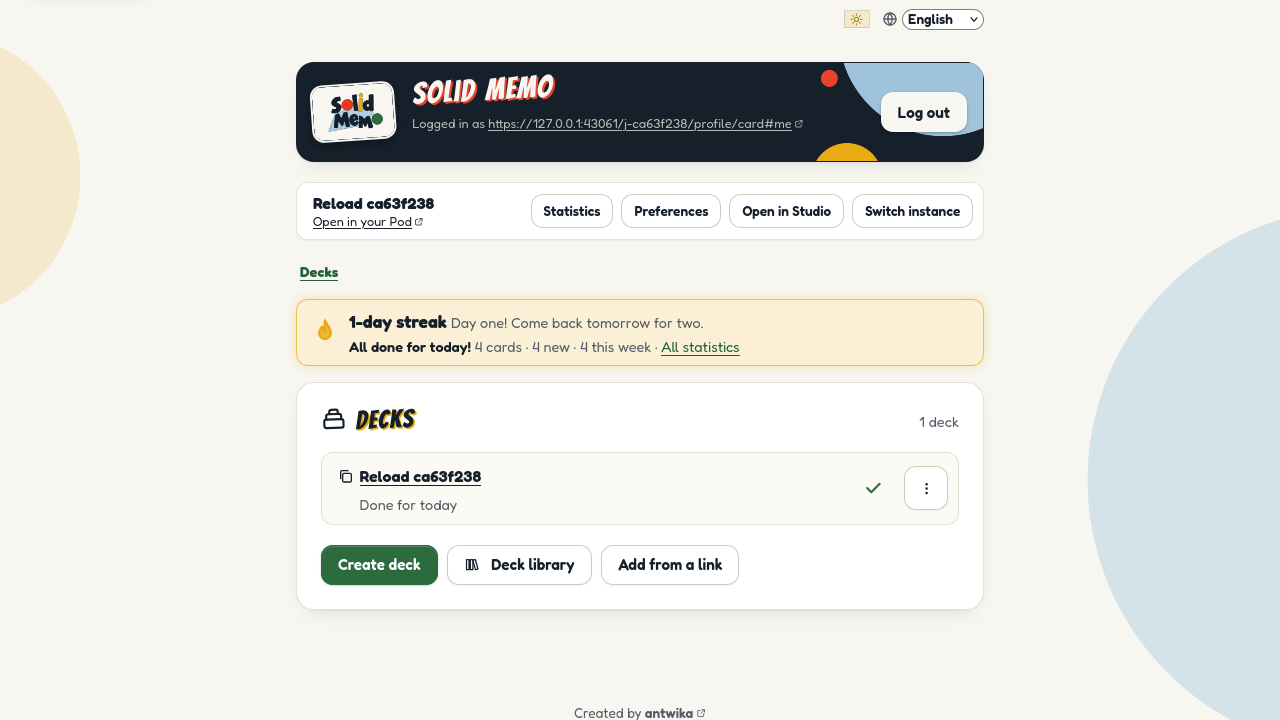 English
Solid Memo
SOLID MEMO
Logged in as https://127.0.0.1:43061/j-ca63f238/profile/card#me
Log out
Reload ca63f238
Open in your Pod
Statistics
Preferences
Open in Studio
Switch instance
Decks
1-day streak Day one! Come back tomorrow for two.
All done for today! 4 cards · 4 new · 4 this week · All statistics
DECKS
1 deck
Reload ca63f238
Done for today
Create deck
Deck library
Add from a link
Created by antwika